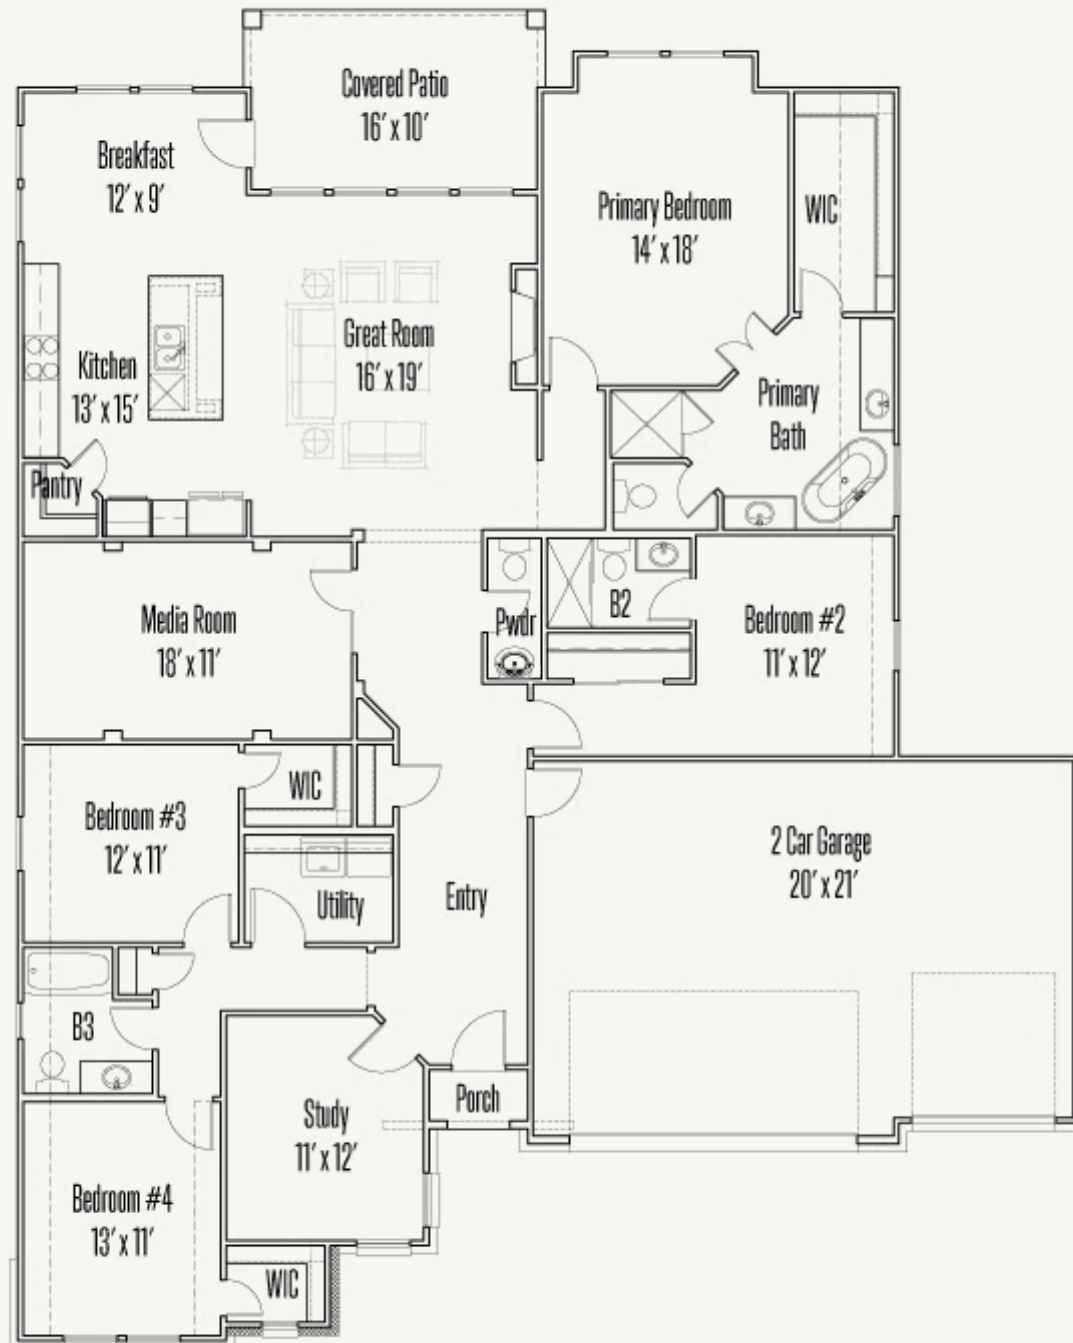 Covered Patio
16′ x 10′
Breakfast
12′ x 9′
Primary Bedroom
14′ x 18′
WIC
Great Room
16′ x 19′
Kitchen
13′ x 15′
Primary
Bath
Pantry
Media Room
18′ x 11′
Pwdr
B2
Bedroom #2
11′ x 12′
WIC
Bedroom #3
12′ x 11′
2 Car Garage
20′ x 21′
Utility
Entry
B3
Study
11′ x 12′
Porch
Bedroom #4
13′ x 11′
WIC